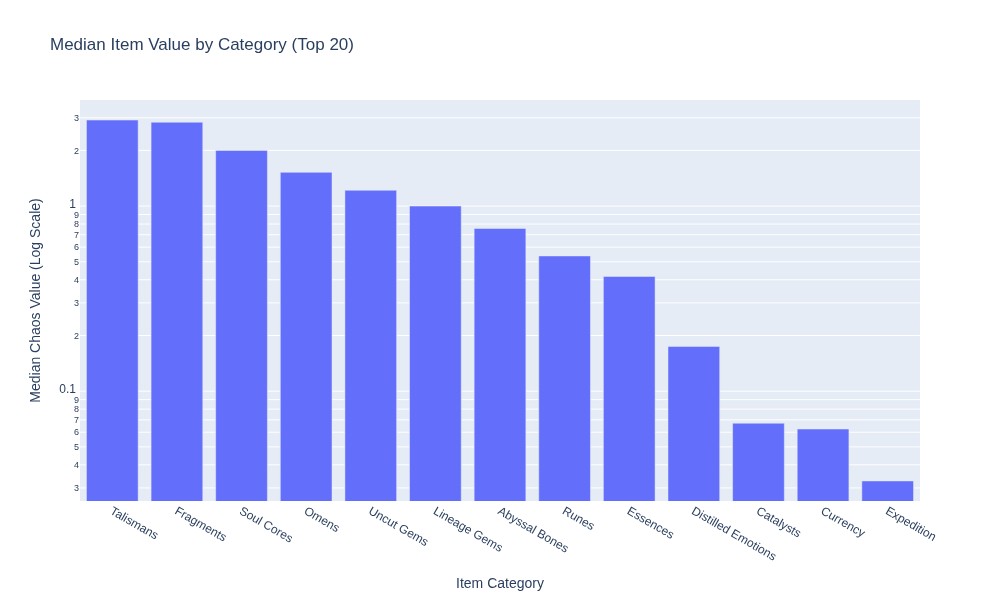 Median Item Value by Category (Top 20)
Median Chaos Value (Log Scale)
3
2
1
9
8
7
6
5
4
3
2
0.1
9
8
7
6
5
4
3
Talismans
Fragments
Soul Cores
Omens
Uncut Gems
Lineage Gems
Abyssal Bones
Runes
Essences
Distilled Emotions
Catalysts
Currency
Expedition
Item Category